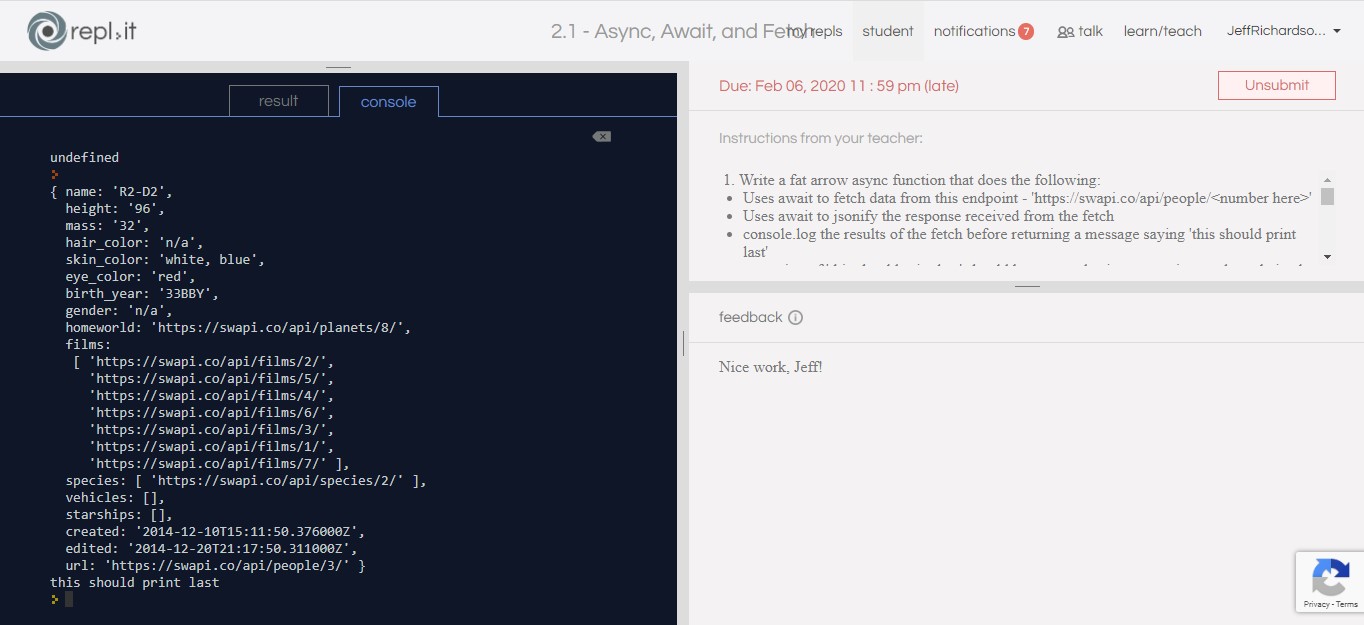 repl.it
2.1 - Async, Await, and Fetch
my repls
student
notifications 7
talk
learn/teach
JeffRichardso...
result
console
undefined
{ name: 'R2-D2',
height: '96',
mass: '32',
hair_color: 'n/a',
skin_color: 'white, blue',
eye_color: 'red',
birth_year: '33BBY',
gender: 'n/a',
homeworld: 'https://swapi.co/api/planets/8/',
films:
[ 'https://swapi.co/api/films/2/',
'https://swapi.co/api/films/5/',
'https://swapi.co/api/films/4/',
'https://swapi.co/api/films/6/',
'https://swapi.co/api/films/3/',
'https://swapi.co/api/films/1/',
'https://swapi.co/api/films/7/' ],
species: [ 'https://swapi.co/api/species/2/' ],
vehicles: [],
starships: [],
created: '2014-12-10T15:11:50.376000Z',
edited: '2014-12-20T21:17:50.311000Z',
url: 'https://swapi.co/api/people/3/' }
this should print last
Due: Feb 06, 2020 11 : 59 pm (late)
Unsubmit
Instructions from your teacher:
1. Write a fat arrow async function that does the following:
• Uses await to fetch data from this endpoint - 'https://swapi.co/api/people/<number here>'
• Uses await to jsonify the response received from the fetch
• console.log the results of the fetch before returning a message saying 'this should print
last'
feedback
Nice work, Jeff!
Privacy - Terms